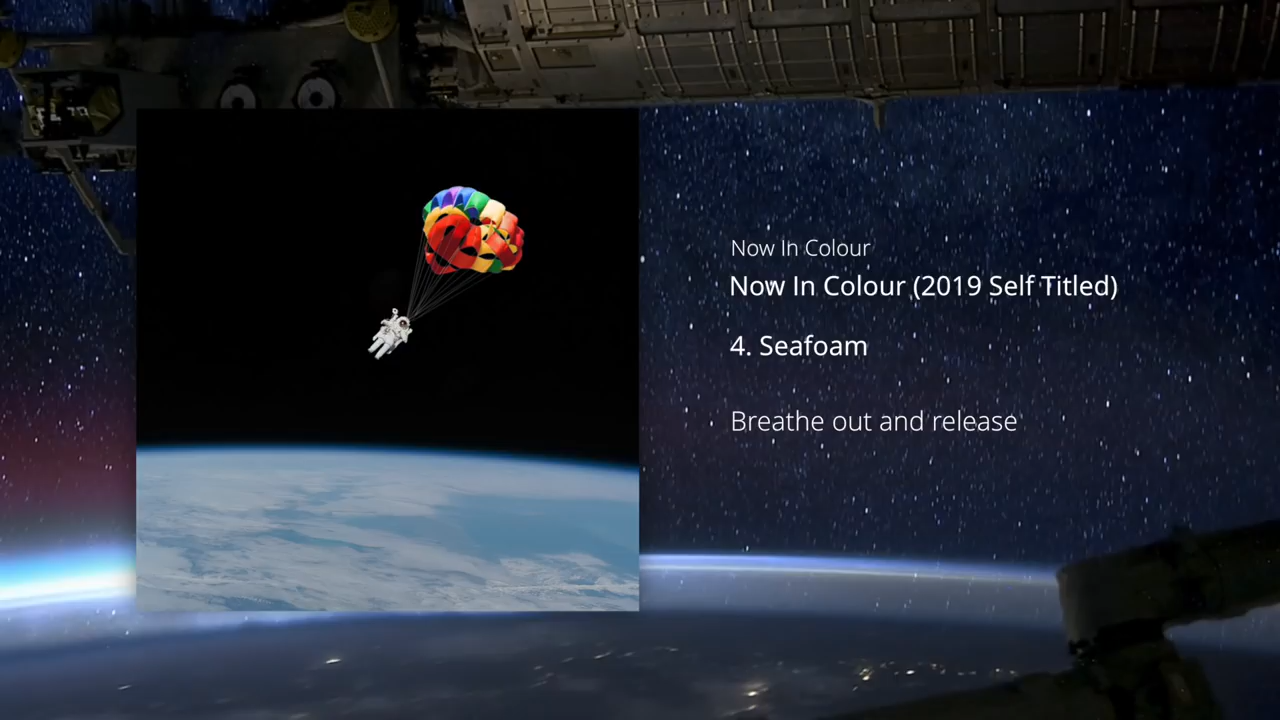 Now In Colour
Now In Colour (2019 Self Titled)
4. Seafoam
Breathe out and release